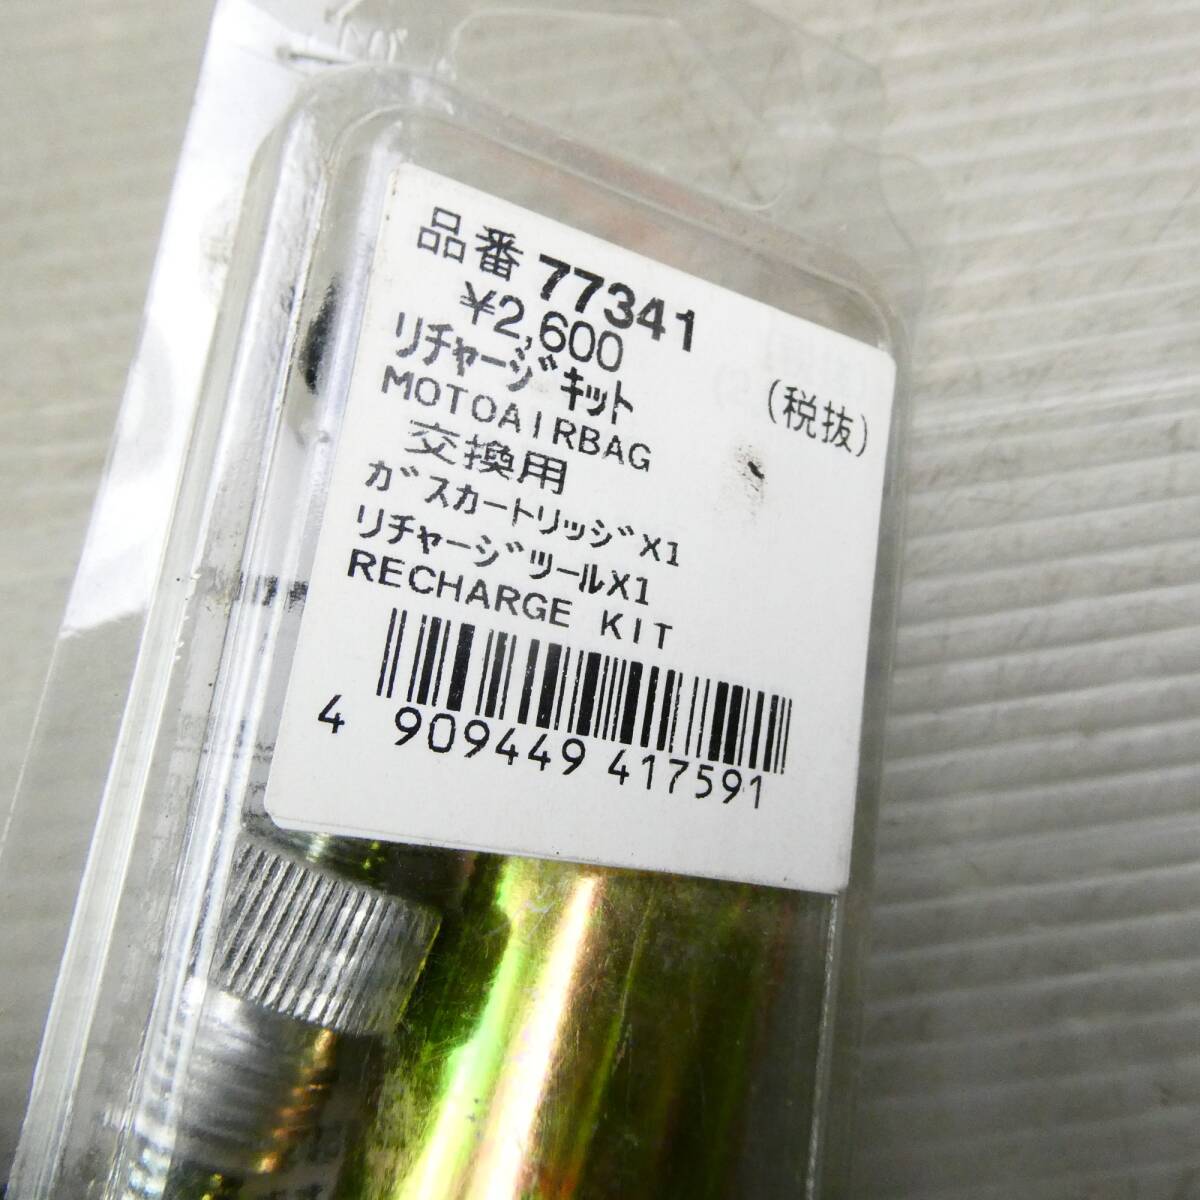 品番 77341
¥2,600 (税抜)
ﾘﾁｬｰｼﾞｷｯﾄ
MOTOAIRBAG
交換用
ｶﾞｽｶｰﾄﾘｯｼﾞX1
ﾘﾁｬｰｼﾞﾂｰﾙX1
RECHARGE KIT
4 909449 417591